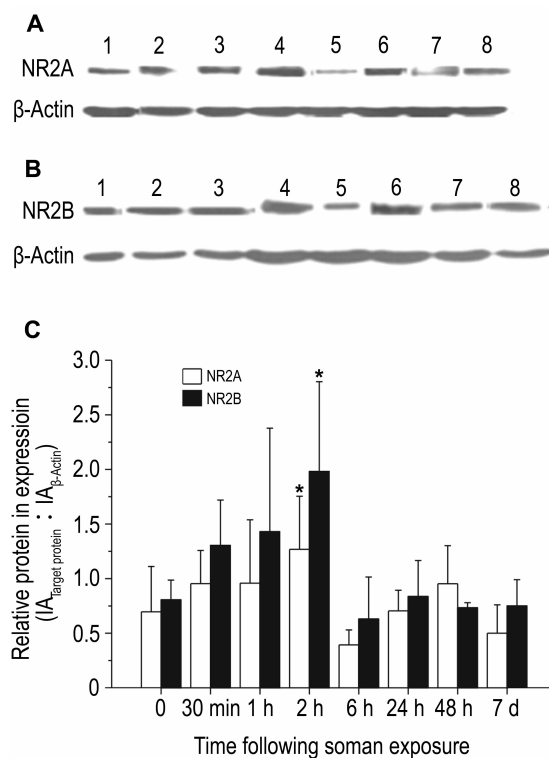 A
1 2 3 4 5 6 7 8
NR2A
β-Actin
B
1 2 3 4 5 6 7 8
NR2B
β-Actin
C
3.0
2.5
2.0
1.5
1.0
0.5
0
Relative protein in expressioin
(IATarget protein : IAβ-Actin)
NR2A
NR2B
* *
0 30 min 1 h 2 h 6 h 24 h 48 h 7 d
Time following soman exposure